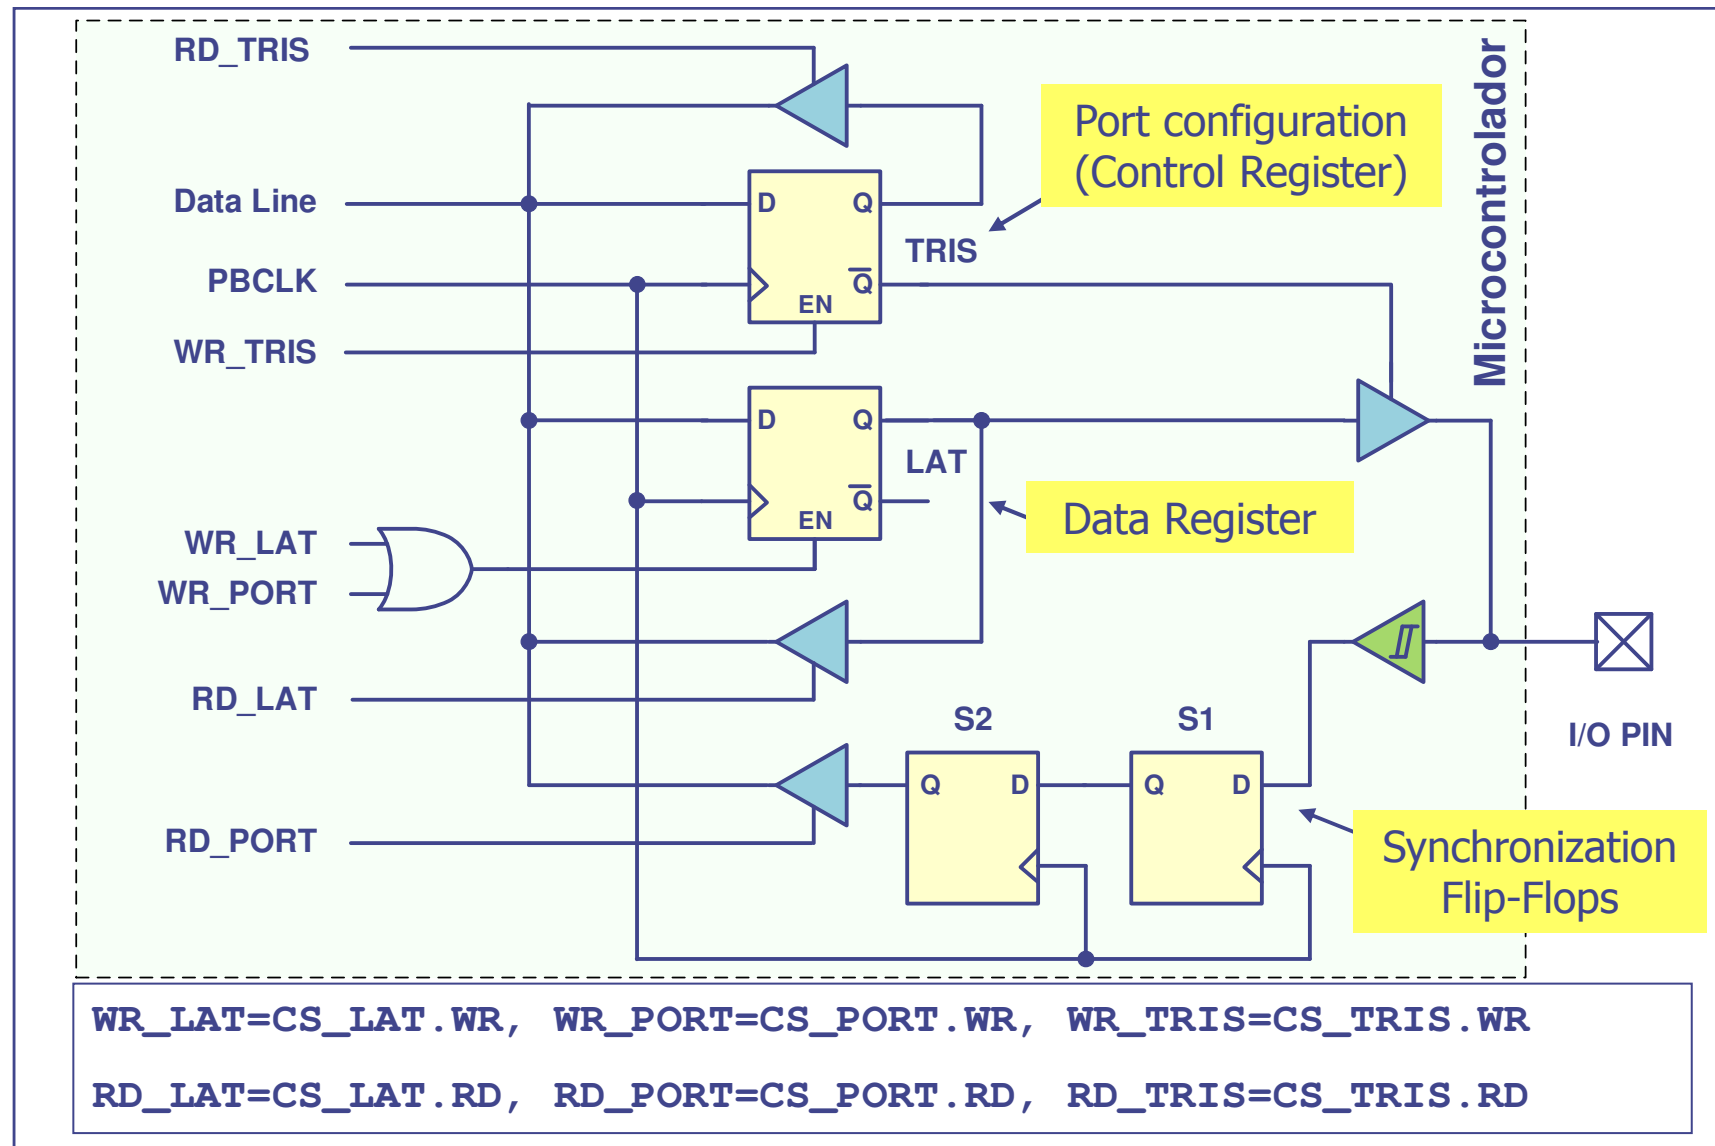 RD_TRIS
Data Line
PBCLK
WR_TRIS
WR_LAT
WR_PORT
RD_LAT
RD_PORT
D
Q
Q
EN
TRIS
D
Q
Q
EN
LAT
Port configuration
(Control Register)
Data Register
Microcontrolador
S2
S1
Q
D
Q
D
I/O PIN
Synchronization
Flip-Flops
WR_LAT=CS_LAT.WR, WR_PORT=CS_PORT.WR, WR_TRIS=CS_TRIS.WR
RD_LAT=CS_LAT.RD, RD_PORT=CS_PORT.RD, RD_TRIS=CS_TRIS.RD